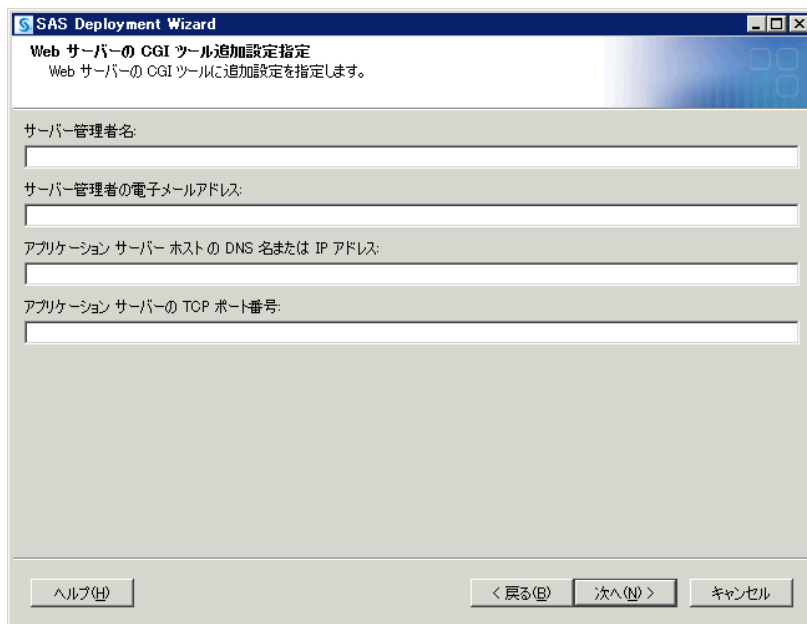 SAS Deployment Wizard
Web サーバーの CGI ツール追加設定指定
Web サーバーの CGI ツールに追加設定を指定します。
サーバー管理者名:
サーバー管理者の電子メールアドレス:
アプリケーション サーバー ホストの DNS 名または IP アドレス:
アプリケーション サーバーの TCP ポート番号:
ヘルプ(H)
< 戻る(B)
次へ(N) >
キャンセル